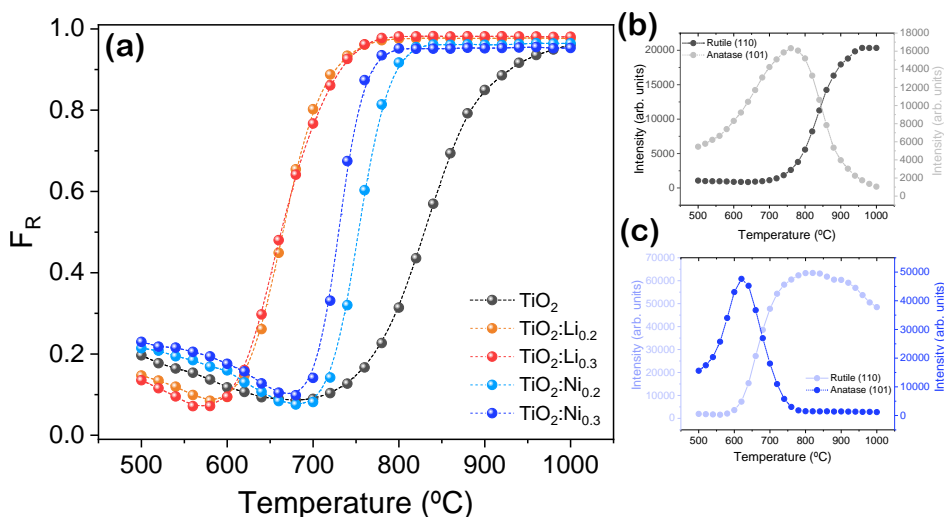 (a)
F_R
1.0
0.8
0.6
0.4
0.2
0.0
500 600 700 800 900 1000
Temperature (ºC)
TiO₂
TiO₂:Li₀.₂
TiO₂:Li₀.₃
TiO₂:Ni₀.₂
TiO₂:Ni₀.₃
(b)
Rutile (110)
Anatase (101)
Intensity (arb. units)
20000
15000
10000
5000
0
18000
16000
14000
12000
10000
8000
6000
4000
2000
0
Intensity (arb. units)
500 600 700 800 900 1000
Temperature (ºC)
(c)
Intensity (arb. units)
70000
60000
50000
40000
30000
20000
10000
0
50000
40000
30000
20000
10000
0
Intensity (arb. units)
Rutile (110)
Anatase (101)
500 600 700 800 900 1000
Temperature (ºC)